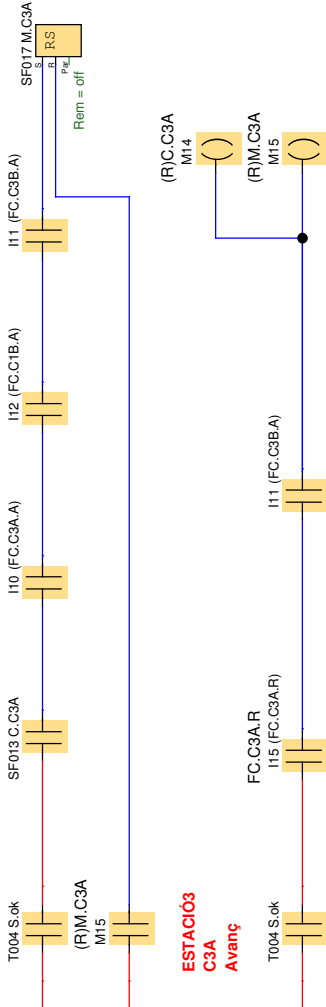 T004 S.ok
SF013 C.C3A
I10 (FC.C3A.A)
I12 (FC.C1B.A)
I11 (FC.C3B.A)
SF017 M.C3A
S
R
Par
RS
Rem = off
(R)M.C3A
M15
ESTACIÓ3
C3A
Avanç
T004 S.ok
FC.C3A.R
I15 (FC.C3A.R)
I11 (FC.C3B.A)
(R)C.C3A
M14
(R)M.C3A
M15